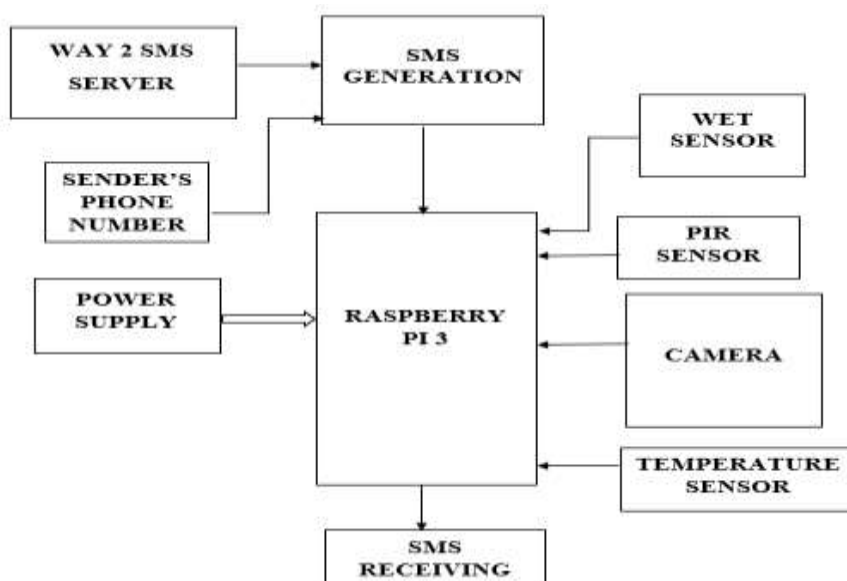 WAY 2 SMS
SERVER
SMS
GENERATION
WET
SENSOR
SENDER'S
PHONE
NUMBER
PIR
SENSOR
POWER
SUPPLY
RASPBERRY
PI 3
CAMERA
TEMPERATURE
SENSOR
SMS
RECEIVING